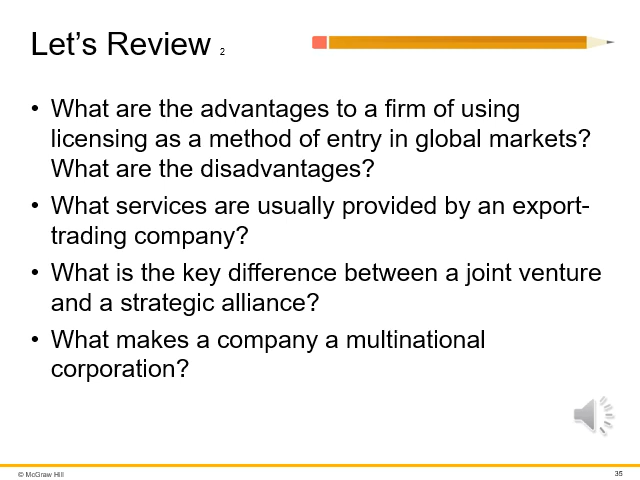 Let’s Review 2
• What are the advantages to a firm of using
licensing as a method of entry in global markets?
What are the disadvantages?
• What services are usually provided by an export-
trading company?
• What is the key difference between a joint venture
and a strategic alliance?
• What makes a company a multinational
corporation?
© McGraw Hill
35